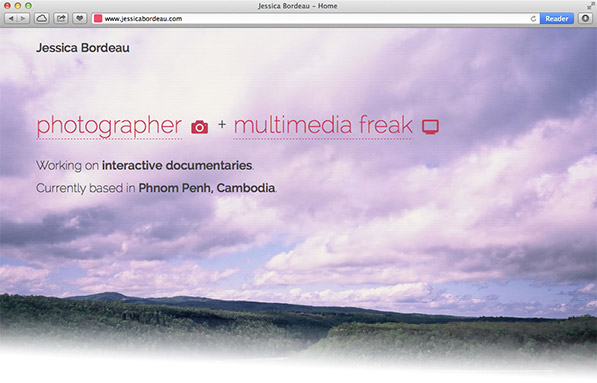 Jessica Bordeau – Home
www.jessicabordeau.com
Reader
Jessica Bordeau
photographer + multimedia freak
Working on interactive documentaries.
Currently based in Phnom Penh, Cambodia.